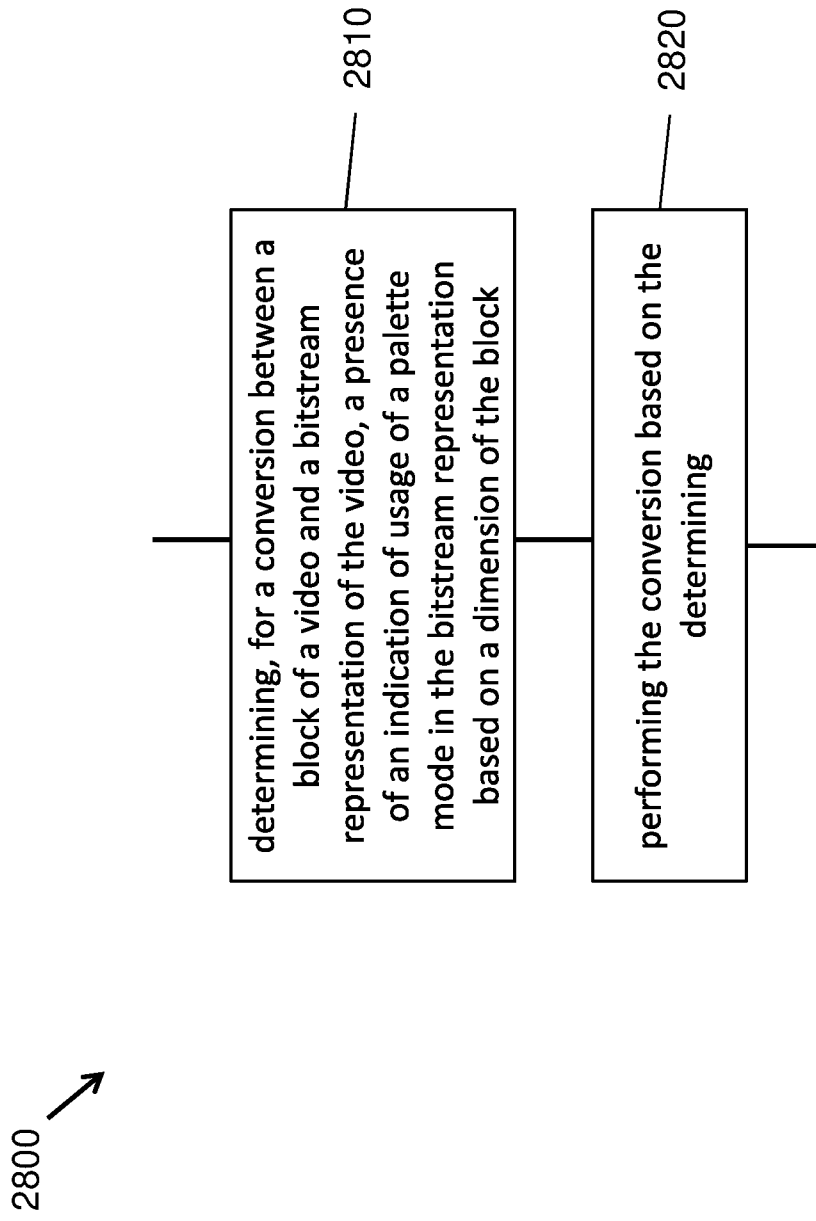 2800
determining, for a conversion between a
block of a video and a bitstream
representation of the video, a presence
of an indication of usage of a palette
mode in the bitstream representation
based on a dimension of the block
2810
performing the conversion based on the
determining
2820